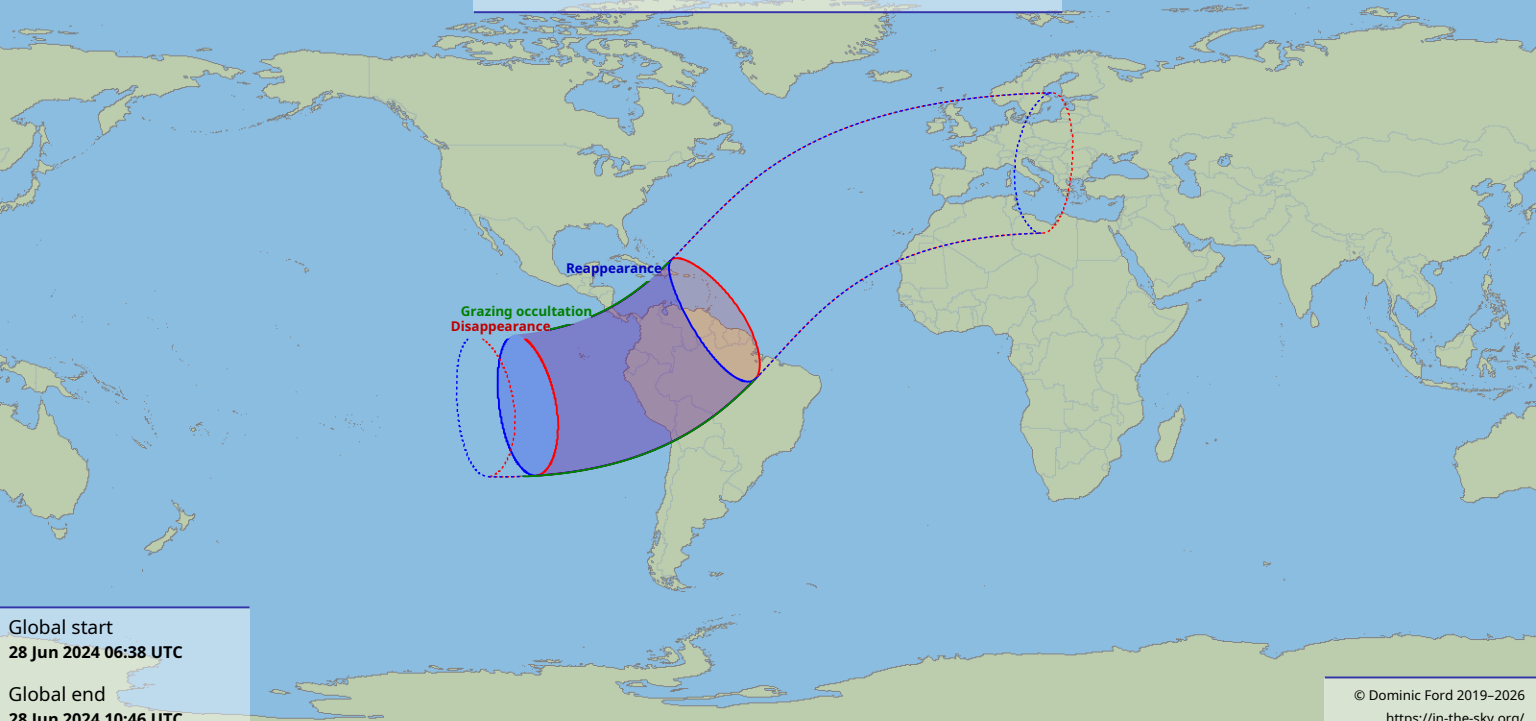 Reappearance
Grazing occultation
Disappearance
Global start
28 Jun 2024 06:38 UTC
Global end
28 Jun 2024 10:46 UTC
© Dominic Ford 2019–2026
https://in-the-sky.org/